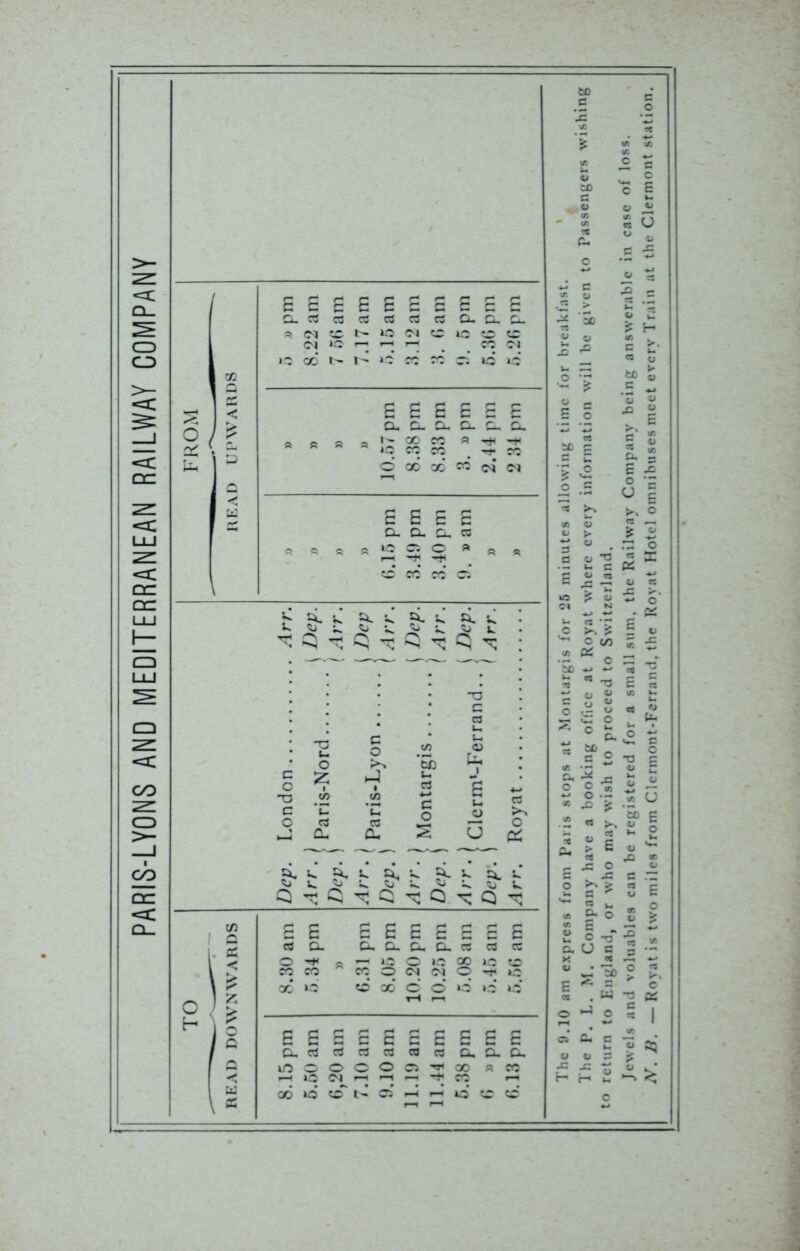 PARIS-LYONS AND MEDITERRANEAN RAILWAY COMPANY
TO FROM
READ DOWNWARDS READ UPWARDS
8.15 pm 8.30 am Dep. London Arr. » » 5 » pm
5.50 am 5.34 pm Arr. Paris-Nord Dep. » » 8.22 am
6,20 am » Dep. Arr. » » 7 56 am
7.10 am 6.31 pm Arr. Paris-Lyon Dep » » 7.17 am
9.10 am 8.05 pm Dep. Arr. 6.15 pm 10.57 pm 5.15 am
11.19 am 10.20 pm Arr. Montargis Dep. 3.49 pm 8.38 pm 3.12 am
11.44 am 10.25 pm Dep. Arr. 3.40 pm 8.33 pm 3. 6 am
5.38 pm 5.08 am Arr. Clermt-Ferrand Dep. 9. » am 3. » pm 9. 5 pm
6 » pm 5.45 am Dep. Arr. » 2.44 pm 5.36 pm
6.13 pm 5.56 am Arr. Royat » 2.34 pm 5.26 pm
The 9.10 am express from Paris stops at Montargis for 25 minutes allowing time for breakfast.
The P. L. M. Company have a booking office at Royat where every information will be given to Passengers wishing
to return to England, or who may wish to proceed to Switzerland.
Jewels and voluables can be registered for a small sum, the Railway Company being answerable in case of loss.
N. B. — Royat is two miles from Clermont-Ferrand, the Royat Hotel omnibuses meet every Train at the Clermont station.